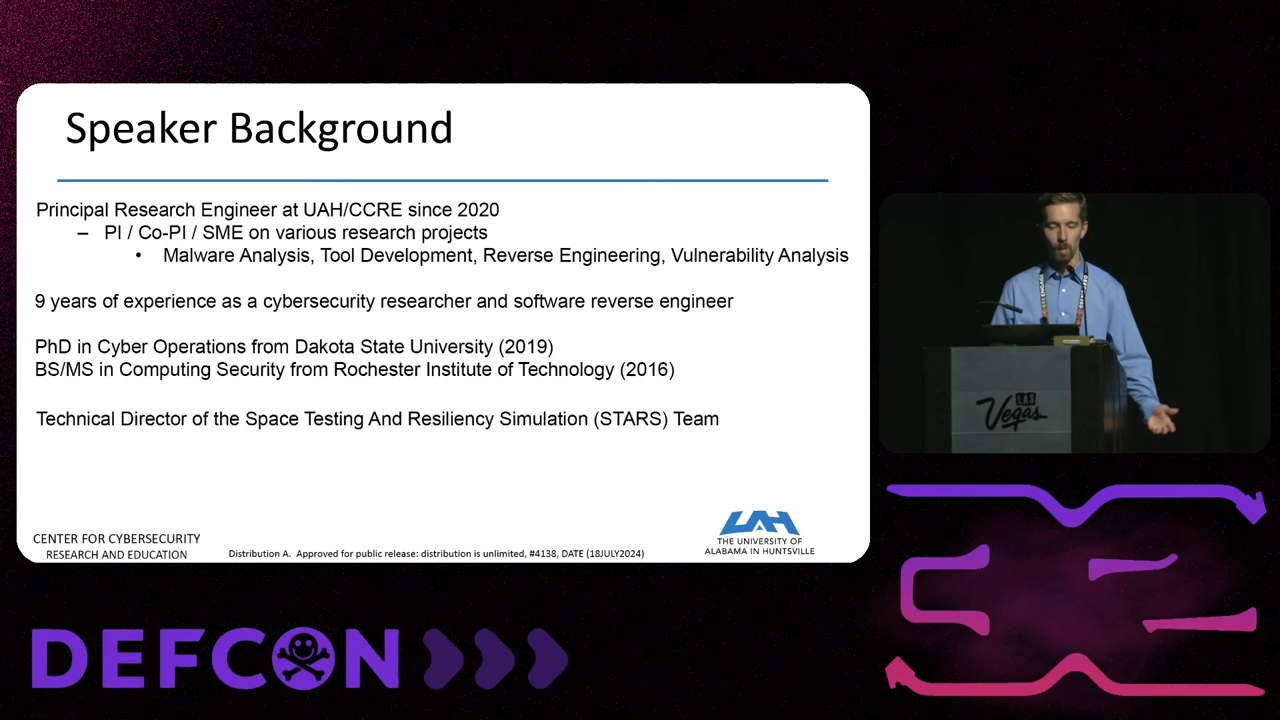 Speaker Background
Principal Research Engineer at UAH/CCRE since 2020
– PI / Co-PI / SME on various research projects
• Malware Analysis, Tool Development, Reverse Engineering, Vulnerability Analysis
9 years of experience as a cybersecurity researcher and software reverse engineer
PhD in Cyber Operations from Dakota State University (2019)
BS/MS in Computing Security from Rochester Institute of Technology (2016)
Technical Director of the Space Testing And Resiliency Simulation (STARS) Team
CENTER FOR CYBERSECURITY
RESEARCH AND EDUCATION
Distribution A. Approved for public release: distribution is unlimited, #4138, DATE (18JULY2024)
UAH
THE UNIVERSITY OF
ALABAMA IN HUNTSVILLE
LAS
Vegas
DEFCON